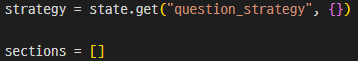 strategy = state.get("question_strategy", {})
sections = []